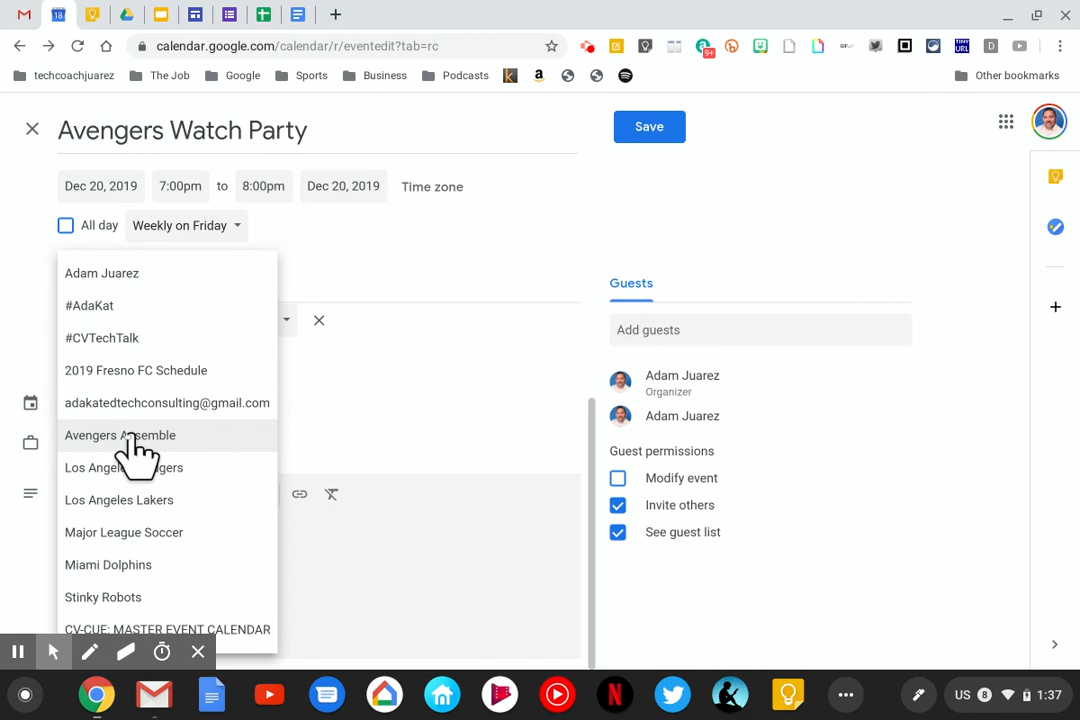 18
calendar.google.com/calendar/r/eventedit?tab=rc
9+
techcoachjuarez
The Job
Google
Sports
Business
Podcasts
Other bookmarks
Avengers Watch Party
Save
Dec 20, 2019
7:00pm
to
8:00pm
Dec 20, 2019
Time zone
All day
Weekly on Friday
Adam Juarez
#AdaKat
#CVTechTalk
2019 Fresno FC Schedule
adakatedtechconsulting@gmail.com
Avengers
Los
Los Angeles Lakers
Major League Soccer
Miami Dolphins
Stinky Robots
CV-CUE: MASTER EVENT CALENDAR
Guests
Add guests
Adam Juarez
Organizer
Adam Juarez
Guest permissions
Modify event
Invite others
See guest list
US
8
1:37